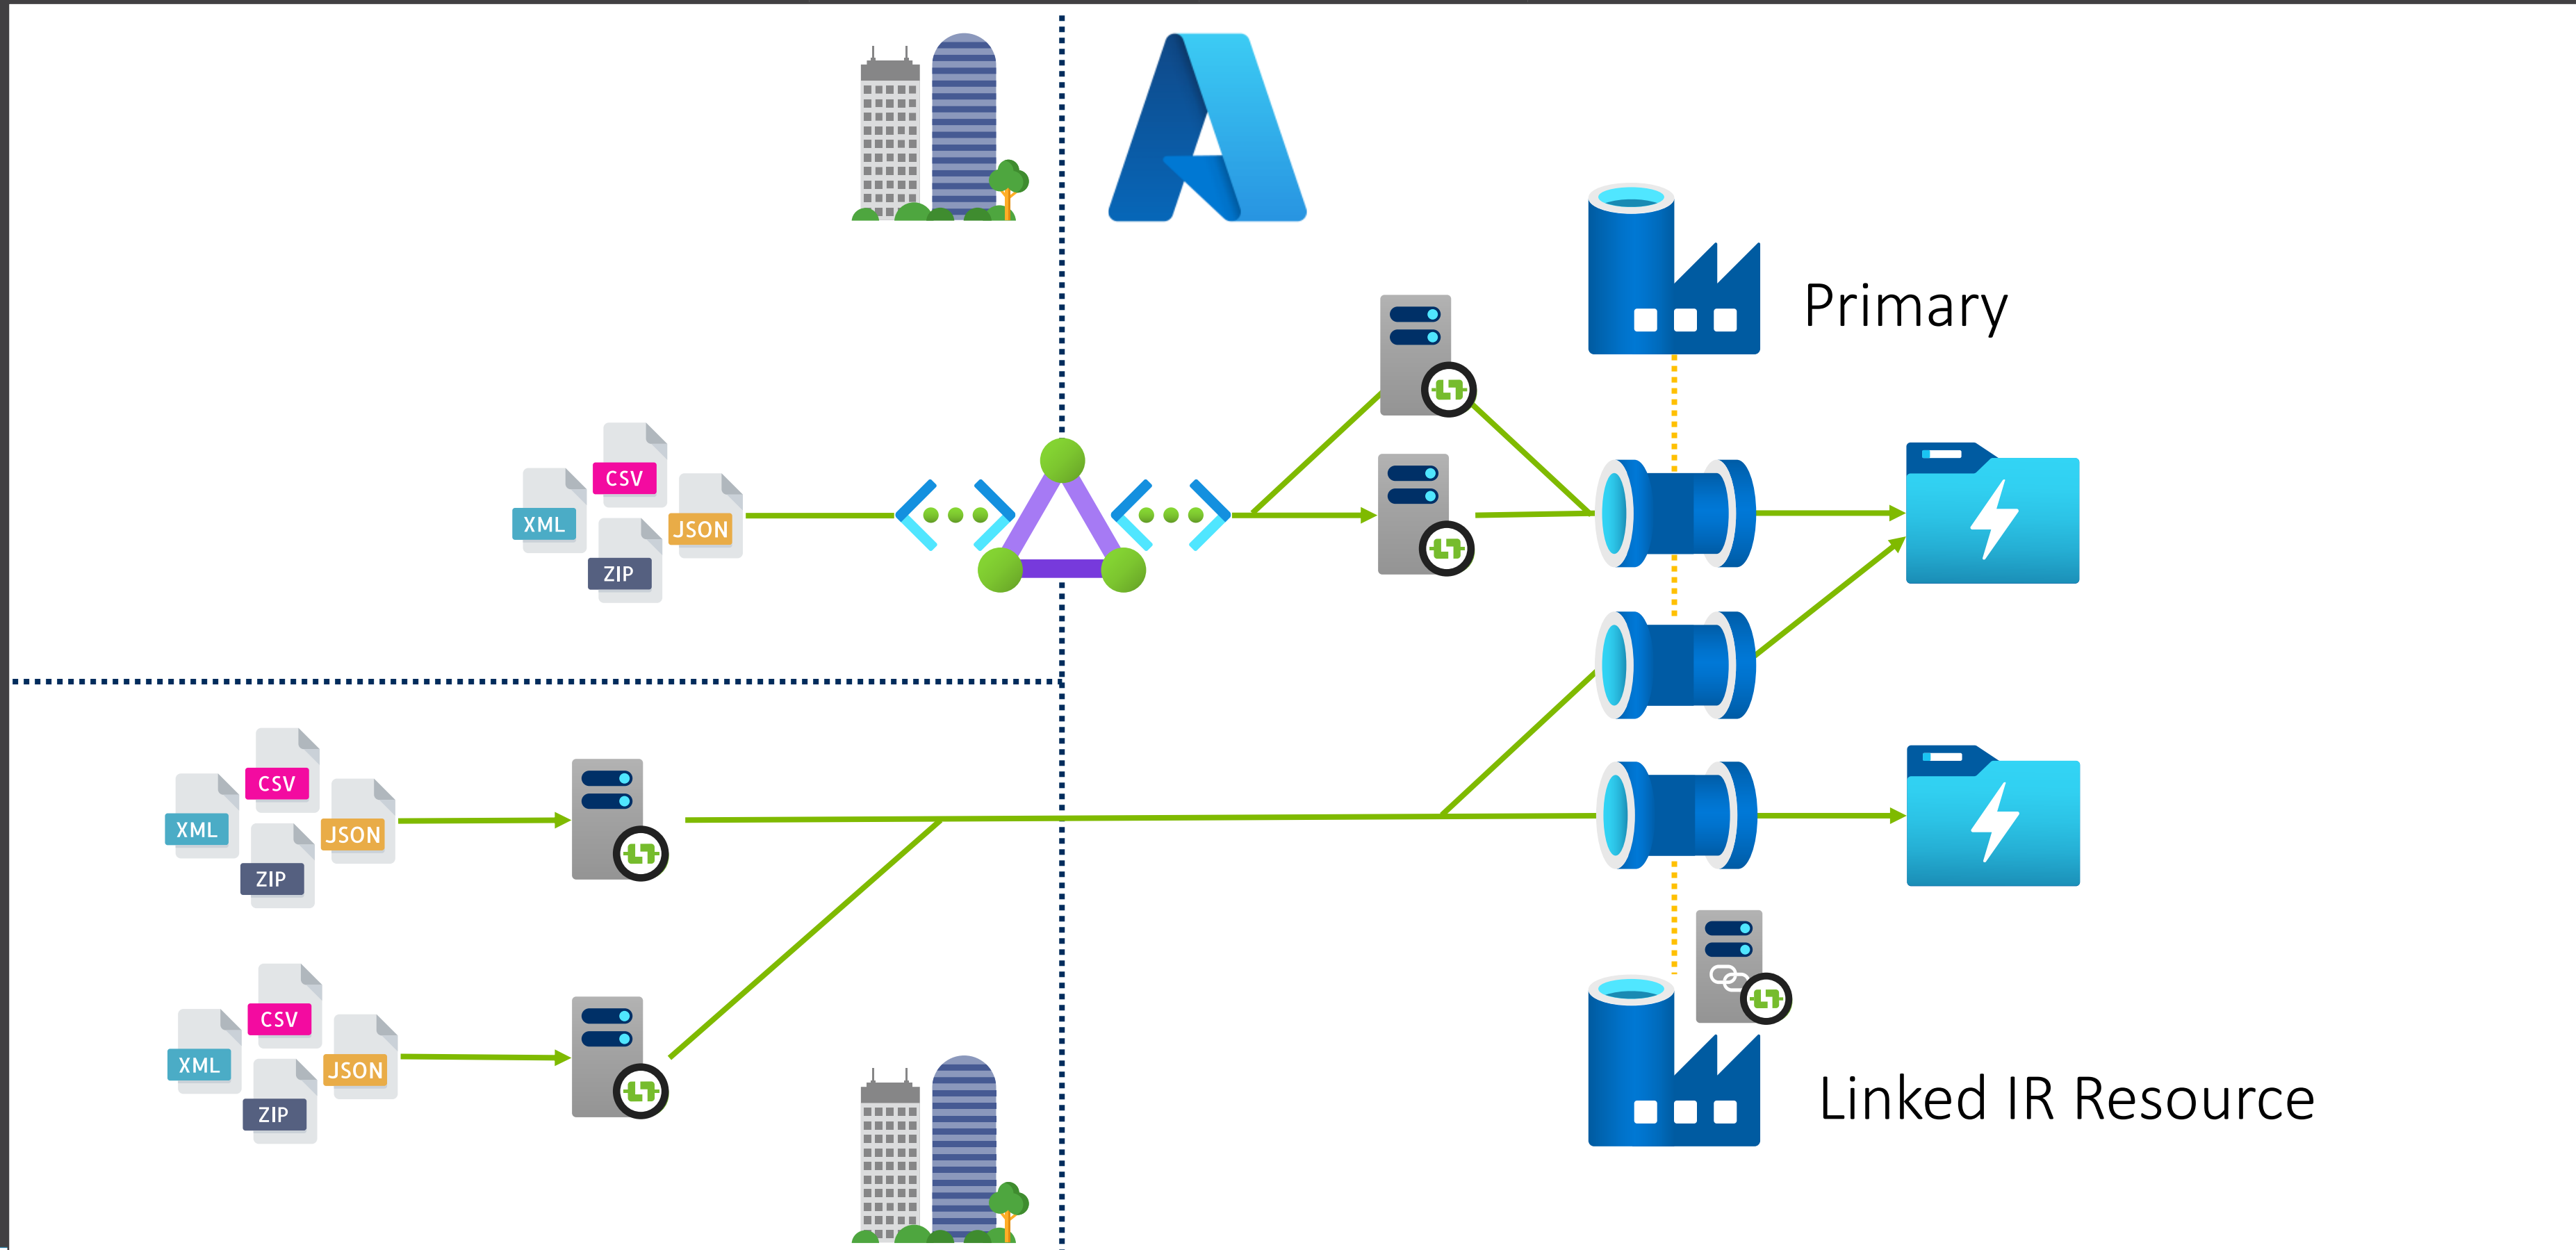 Primary
CSV
XML
JSON
ZIP
CSV
XML
JSON
ZIP
CSV
XML
JSON
ZIP
Linked IR Resource